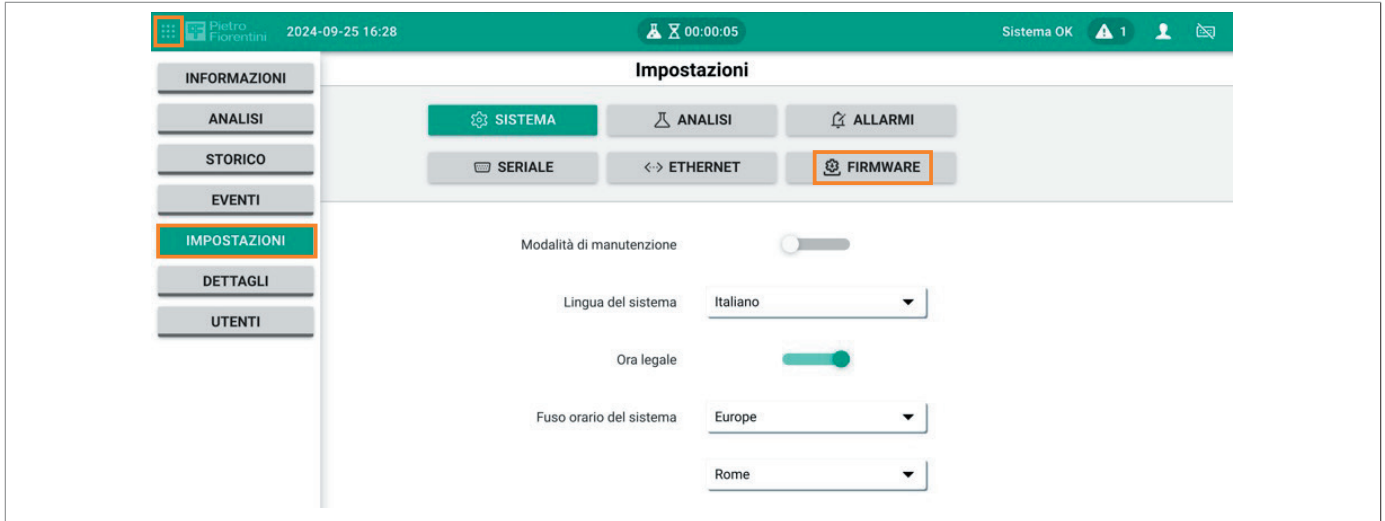 Pietro
Fiorentini
2024-09-25 16:28
00:00:05
Sistema OK
1
INFORMAZIONI
ANALISI
STORICO
EVENTI
IMPOSTAZIONI
DETTAGLI
UTENTI
Impostazioni
SISTEMA
ANALISI
ALLARMI
SERIALE
ETHERNET
FIRMWARE
Modalità di manutenzione
Lingua del sistema
Italiano
Ora legale
Fuso orario del sistema
Europe
Rome